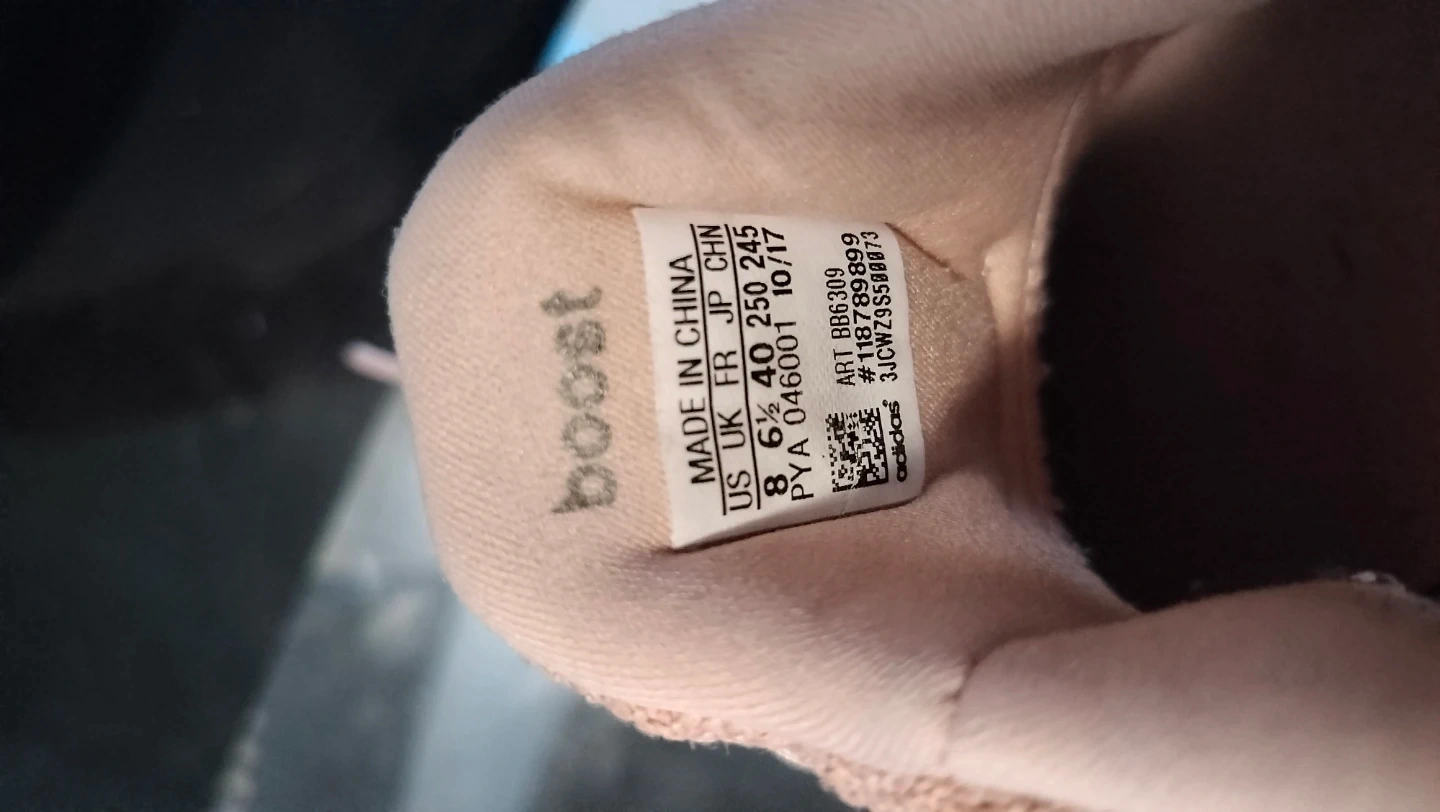 boost
MADE IN CHINA
US UK FR JP CHN
8 6½ 40 250 245
PYA 046001 10/17
ART BB6309
#118789899
3JCWZ9S500073
adidas